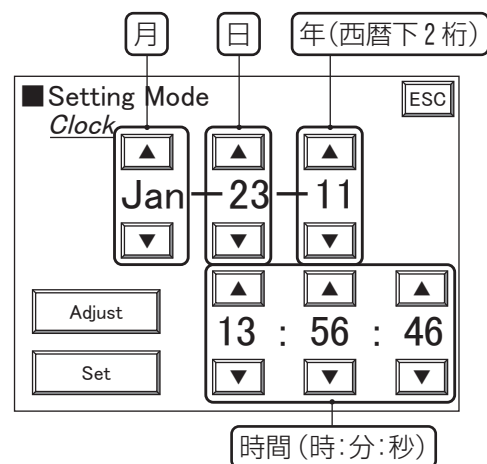 月 日 年(西暦下2桁)
■Setting Mode ESC
Clock
▲ ▲ ▲
Jan－23－11
▼ ▼ ▼
▲ ▲ ▲
Adjust
13 : 56 : 46
Set
▼ ▼ ▼
時間(時:分:秒)